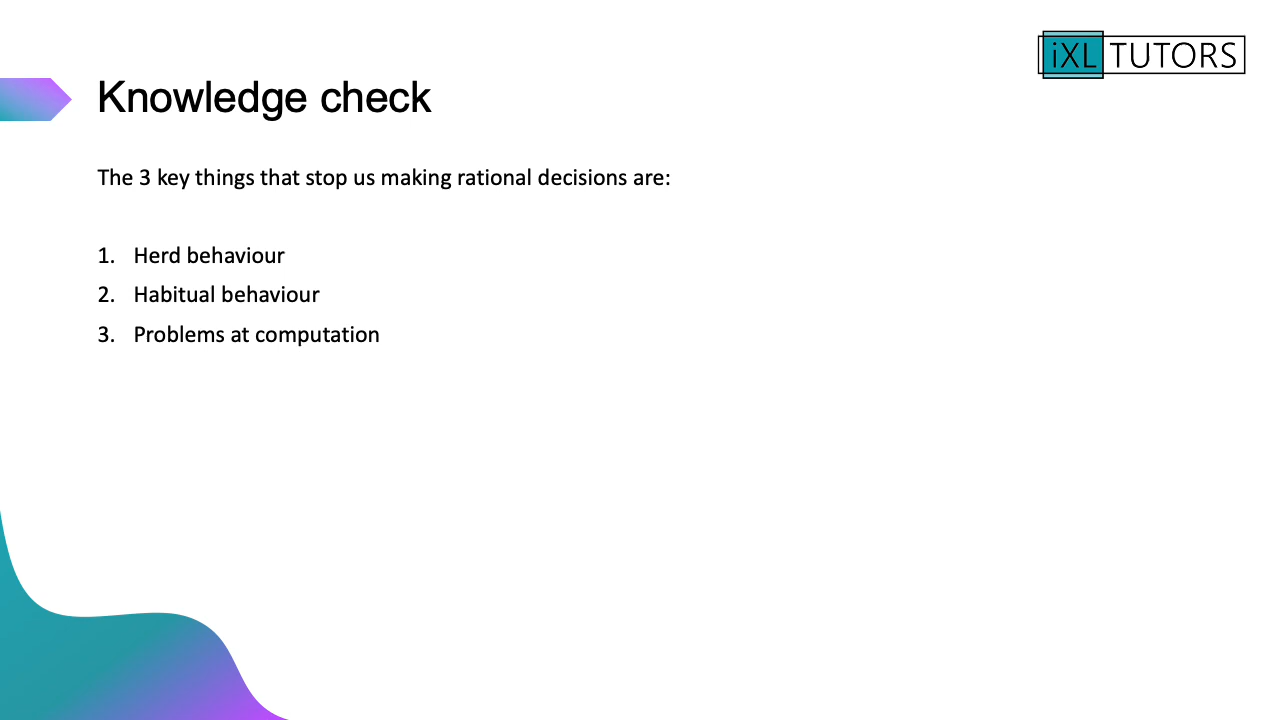 iXL TUTORS
Knowledge check
The 3 key things that stop us making rational decisions are:
1. Herd behaviour
2. Habitual behaviour
3. Problems at computation